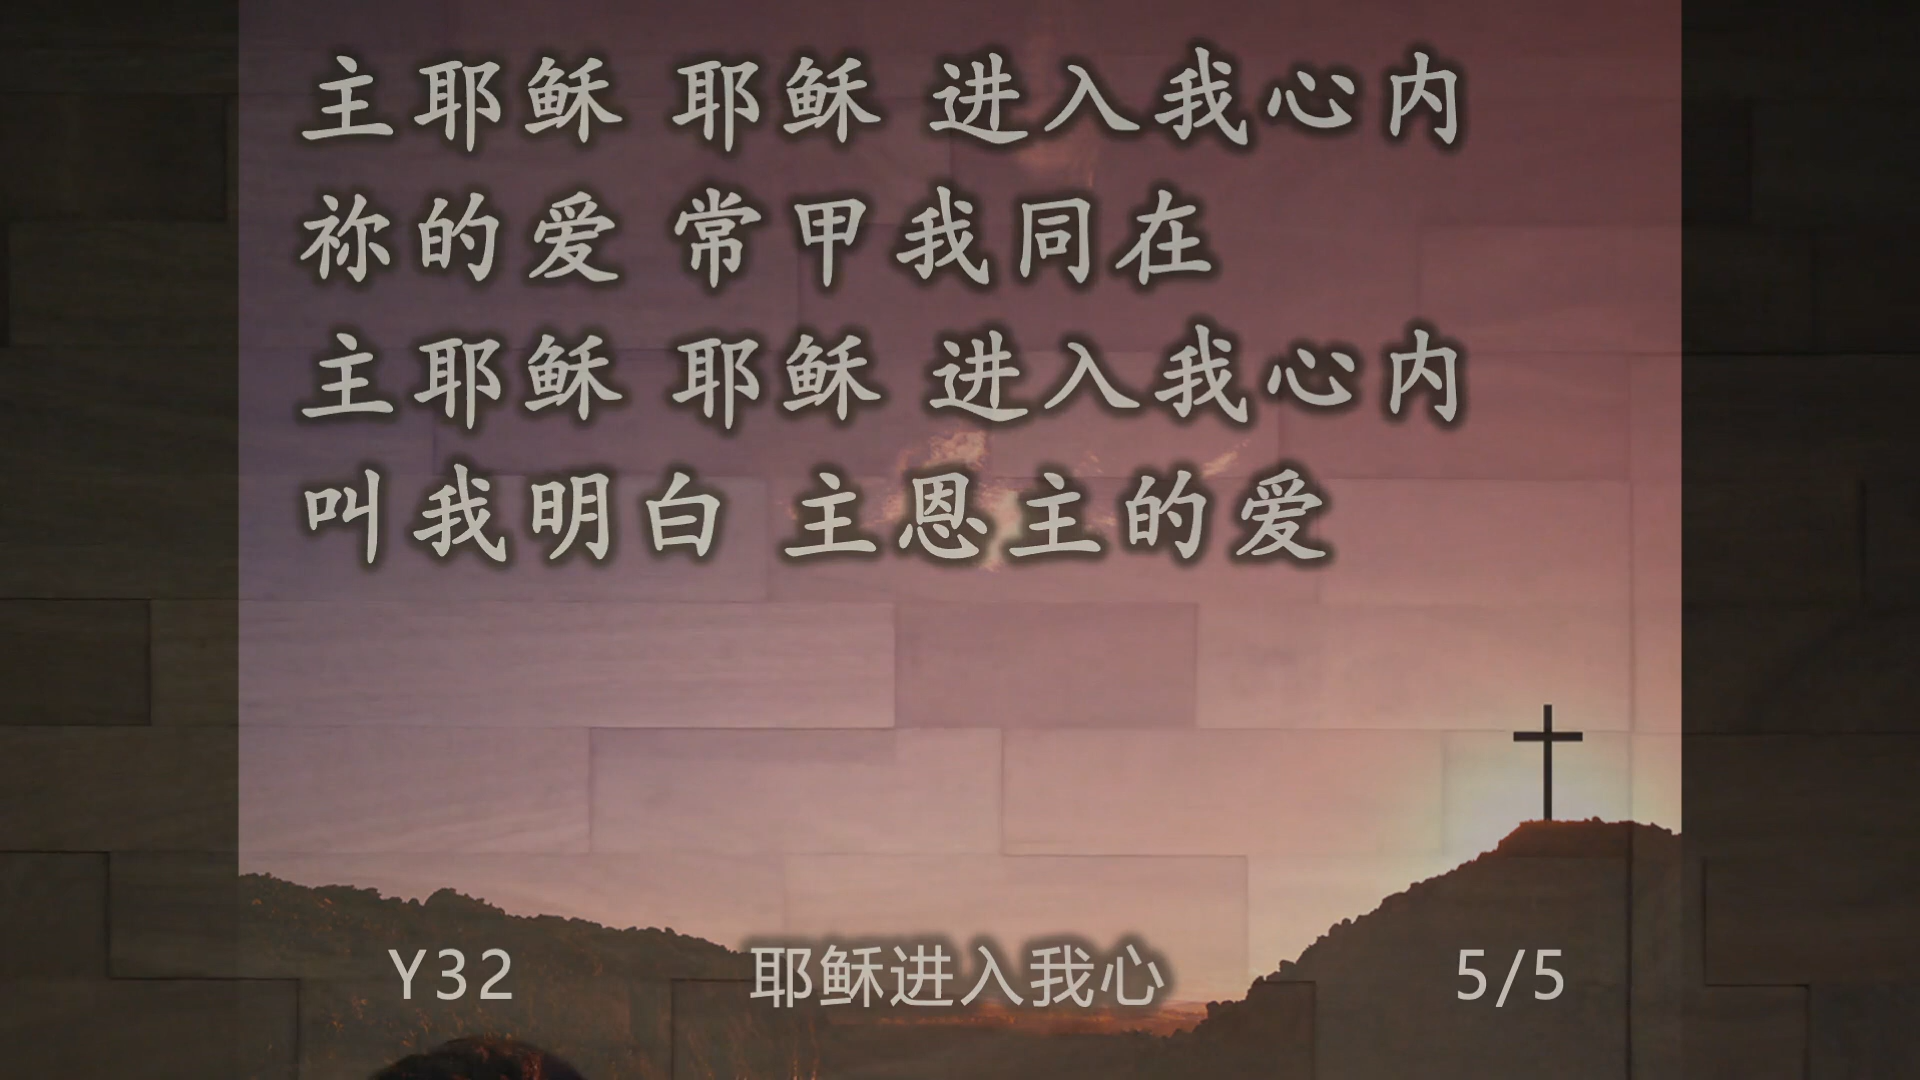 主耶稣 耶稣 进入我心内
祢的爱 常甲我同在
主耶稣 耶稣 进入我心内
叫我明白 主恩主的爱
Y32 耶稣进入我心 5/5